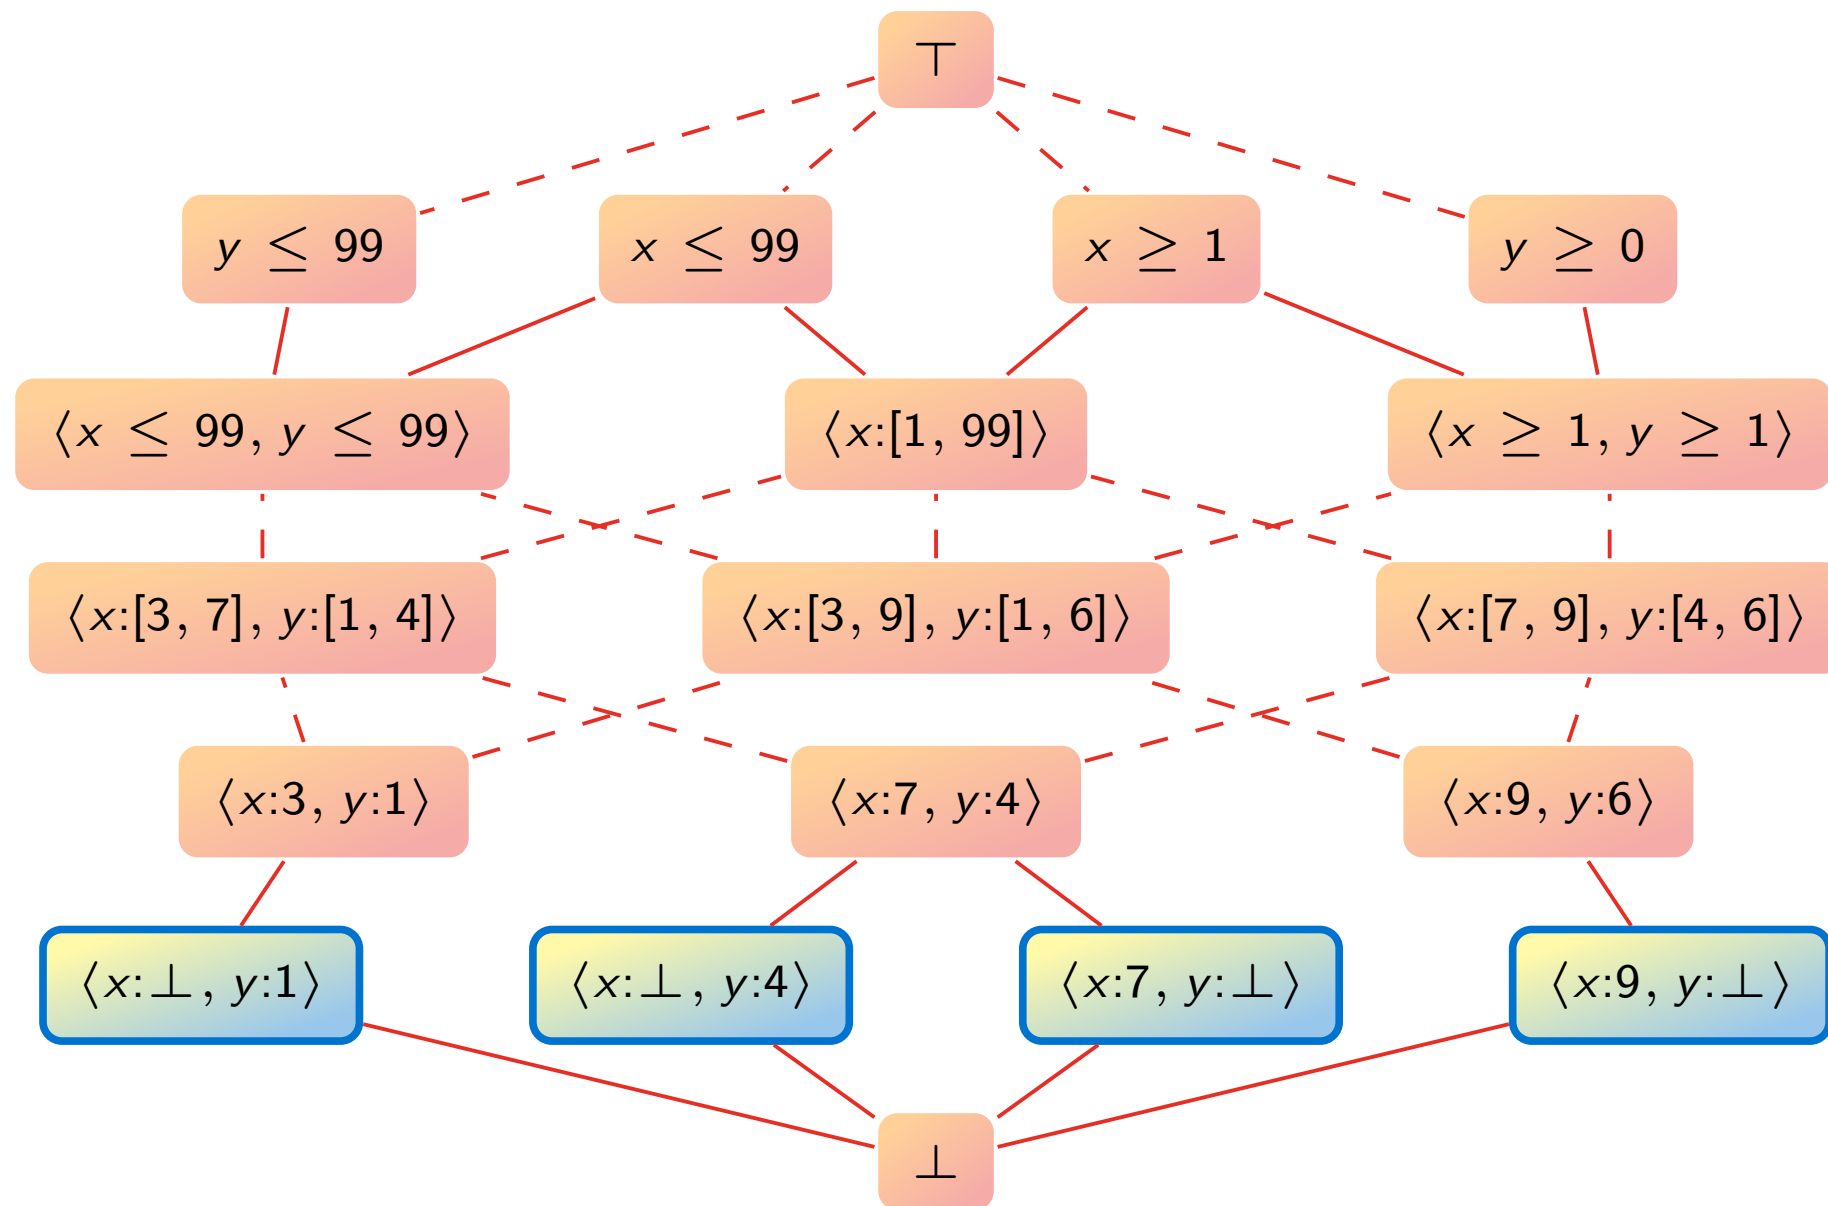 ⊤
y ≤ 99 x ≤ 99 x ≥ 1 y ≥ 0
⟨x ≤ 99, y ≤ 99⟩ ⟨x:[1, 99]⟩ ⟨x ≥ 1, y ≥ 1⟩
⟨x:[3, 7], y:[1, 4]⟩ ⟨x:[3, 9], y:[1, 6]⟩ ⟨x:[7, 9], y:[4, 6]⟩
⟨x:3, y:1⟩ ⟨x:7, y:4⟩ ⟨x:9, y:6⟩
⟨x:⊥, y:1⟩ ⟨x:⊥, y:4⟩ ⟨x:7, y:⊥⟩ ⟨x:9, y:⊥⟩
⊥